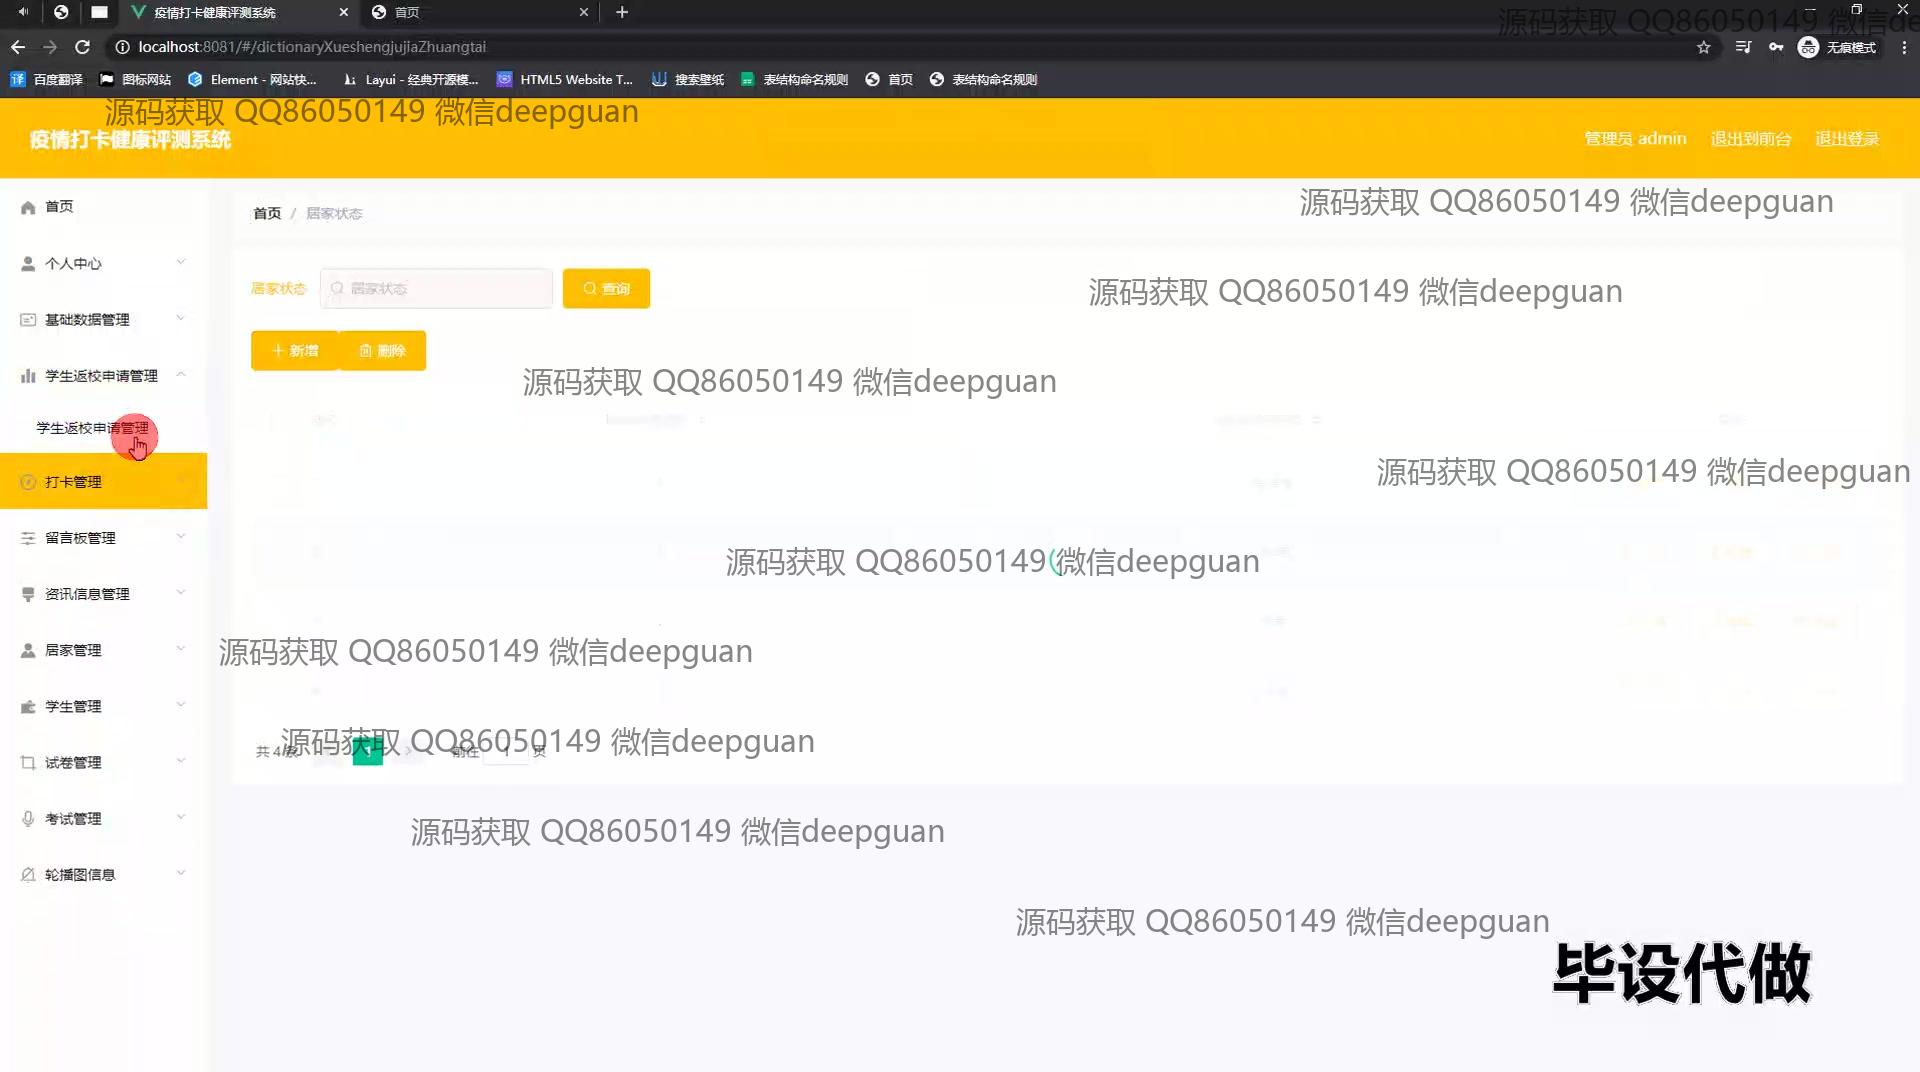 疫情打卡健康评测系统
首页
源码获取 QQ86050149 微信de
localhost:8081/#/dictionaryXueshengjujiaZhuangtai
无痕模式
百度翻译
图标网站
Element - 网站快...
Layui - 经典开源模...
HTML5 Website T...
搜索壁纸
表结构命名规则
首页
表结构命名规则
源码获取 QQ86050149 微信deepguan
疫情打卡健康评测系统
管理员 admin
退出到前台
退出登录
源码获取 QQ86050149 微信deepguan
首页
首页 / 居家状态
个人中心
居家状态
居家状态
查询
源码获取 QQ86050149 微信deepguan
基础数据管理
新增
删除
学生返校申请管理
源码获取 QQ86050149 微信deepguan
学生返校申请管理
源码获取 QQ86050149 微信deepguan
打卡管理
留言板管理
源码获取 QQ86050149 微信deepguan
资讯信息管理
居家管理
源码获取 QQ86050149 微信deepguan
学生管理
源码获取 QQ86050149 微信deepguan
共 4 条
1
前往 1 页
试卷管理
考试管理
源码获取 QQ86050149 微信deepguan
轮播图信息
源码获取 QQ86050149 微信deepguan
毕设代做